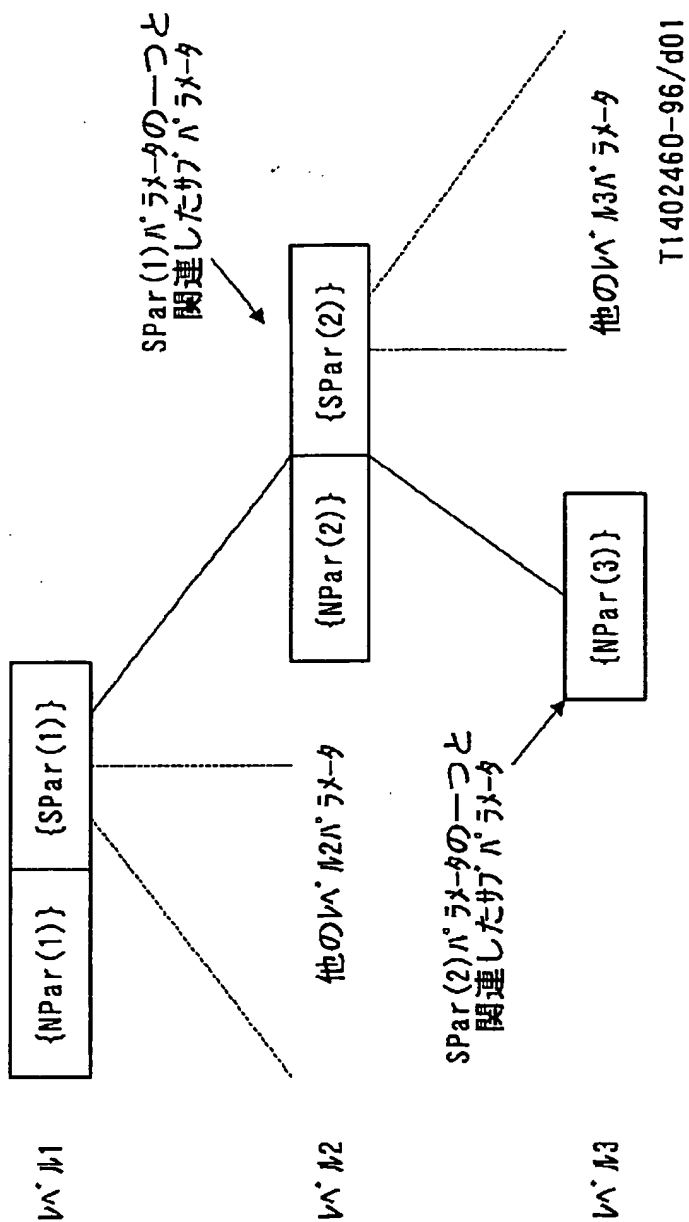 レベル1
{NPar(1)}
{SPar(1)}
SPar(1)パラメータの一つと
関連したサブパラメータ
レベル2
他のレベル2パラメータ
{NPar(2)}
{SPar(2)}
SPar(2)パラメータの一つと
関連したサブパラメータ
レベル3
{NPar(3)}
他のレベル3パラメータ
T1402460-96/d01